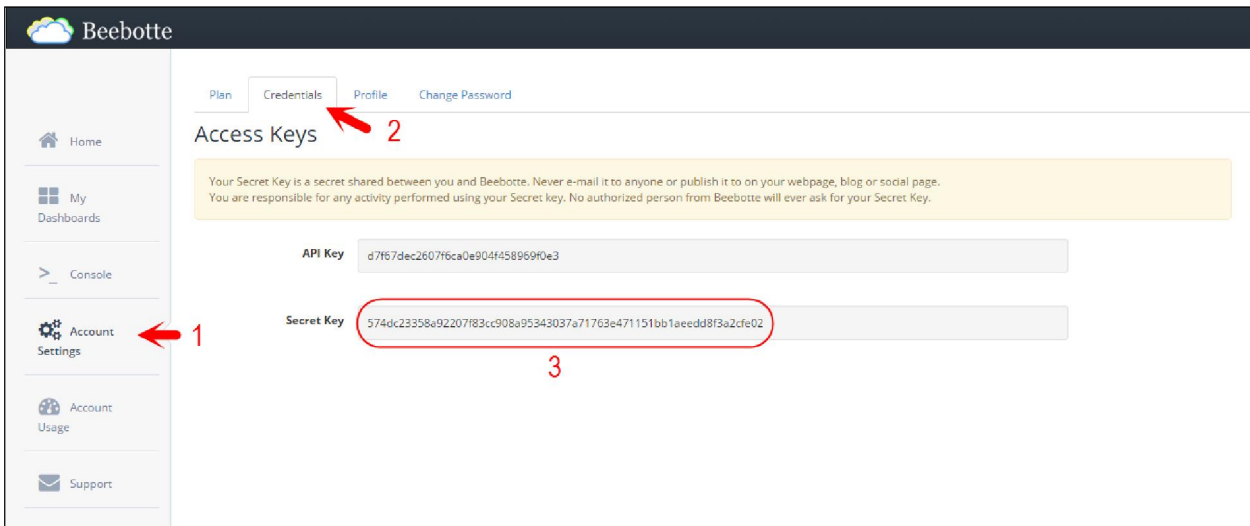 Beebotte
Plan Credentials Profile Change Password
2
Access Keys
Home
Your Secret Key is a secret shared between you and Beebotte. Never e-mail it to anyone or publish it to on your webpage, blog or social page.
You are responsible for any activity performed using your Secret key. No authorized person from Beebotte will ever ask for your Secret Key.
My
Dashboards
API Key d7f67dec2607f6ca0e904f458969f0e3
>_ Console
Secret Key 574dc23358a92207f83cc908a95343037a71763e471151bb1aeedd8f3a2cfe02
Account
Settings
1
3
Account
Usage
Support